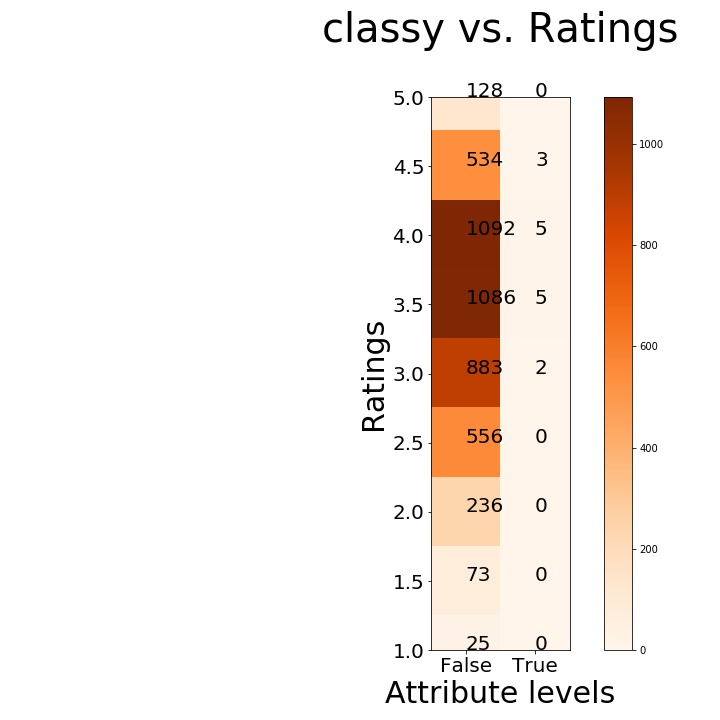 classy vs. Ratings
5.0 128 0
4.5 534 3
4.0 1092 5
3.5 1086 5
3.0 883 2
2.5 556 0
2.0 236 0
1.5 73 0
1.0 25 0
False True
Attribute levels
Ratings
1000
800
600
400
200
0